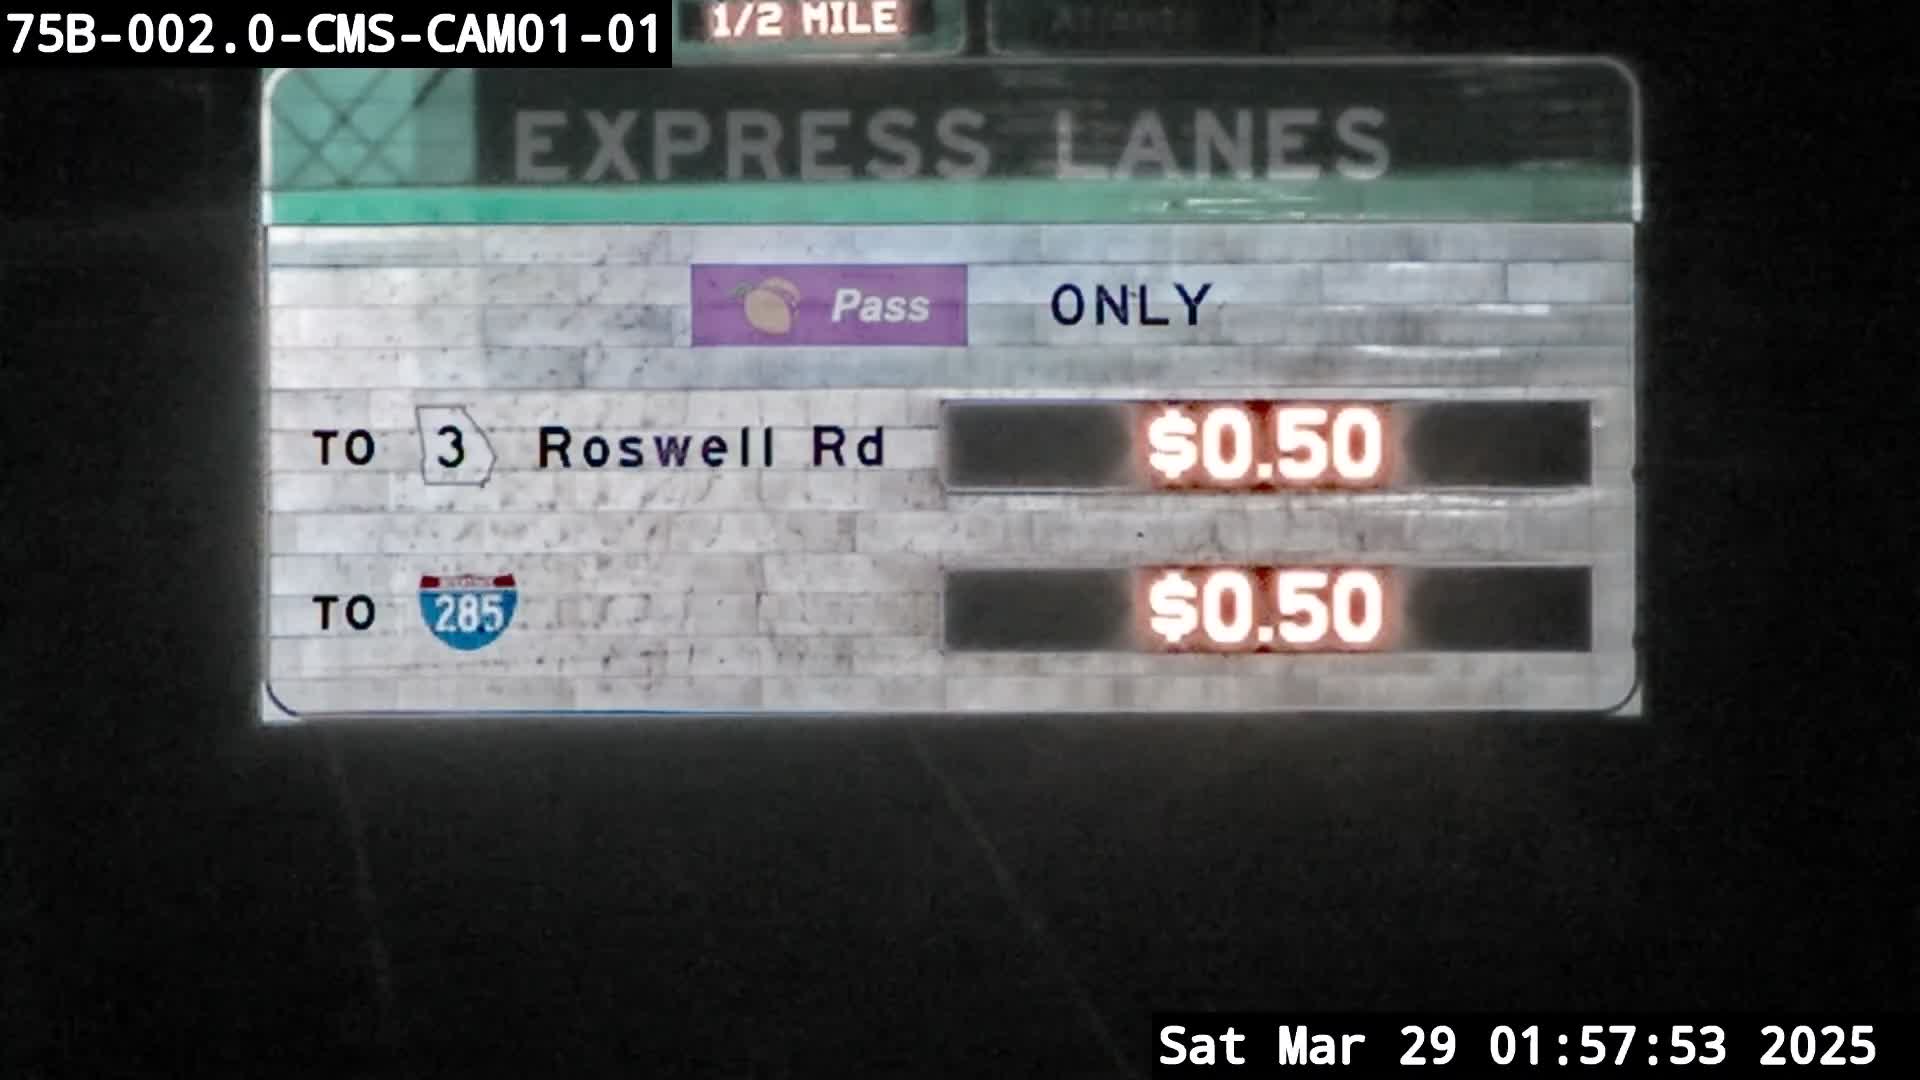 75B-002.0-CMS-CAM01-01
1/2 MILE
EXPRESS LANES
Pass ONLY
TO 3 Roswell Rd $0.50
TO 285 $0.50
Sat Mar 29 01:57:53 2025